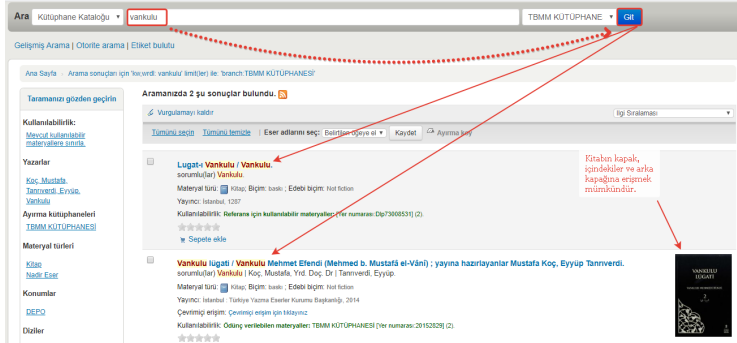 Ara Kütüphane Kataloğu vankulu TBMM KÜTÜPHANE Git
Gelişmiş Arama | Otorite arama | Etiket bulutu
Ana Sayfa › Arama sonuçları için 'kw,wrdl: vankulu' limit(ler) ile: 'branch:TBMM KÜTÜPHANESİ'
Taramanızı gözden geçirin
Kullanılabilirlik:
Mevcut kullanılabilir
materyallere sınırla.
Yazarlar
Koç, Mustafa,
Tanrıverdi, Eyyüp,
Vankulu
Ayırma kütüphaneleri
TBMM KÜTÜPHANESİ
Materyal türleri
Kitap
Nadir Eser
Konumlar
DEPO
Diziler
Aramanızda 2 şu sonuçlar bulundu.
Vurgulamayı kaldır
İlgi Sıralaması
Tümünü seçin Tümünü temizle | Eser adlarını seç: Belirtilen ögeye el Kaydet Ayırma koy
Lugat-ı Vankulu / Vankulu.
sorumlu(lar) Vankulu.
Materyal türü: Kitap; Biçim: baskı ; Edebi biçim: Not fiction
Yayıncı: İstanbul, 1287
Kullanılabilirlik: Referans için kullanılabilir materyaller: [Yer numarası:Dlp73008531] (2).
Sepete ekle
Vankulu lügati / Vankulu Mehmet Efendi (Mehmed b. Mustafâ el-Vânî) ; yayına hazırlayanlar Mustafa Koç, Eyyüp Tanrıverdi.
sorumlu(lar) Vankulu | Koç, Mustafa, Yrd. Doç. Dr | Tanrıverdi, Eyyüp.
Materyal türü: Kitap; Biçim: baskı ; Edebi biçim: Not fiction
Yayıncı: İstanbul : Türkiye Yazma Eserler Kurumu Başkanlığı, 2014
Çevrimiçi erişim: Çevrimiçi erişim için tıklayınız
Kullanılabilirlik: Ödünç verilebilen materyaller: TBMM KÜTÜPHANESİ [Yer numarası:20152829] (2).
Kitabın kapak,
içindekiler ve arka
kapağına erişmek
mümkündür.
VANKULU
LUGATI
2